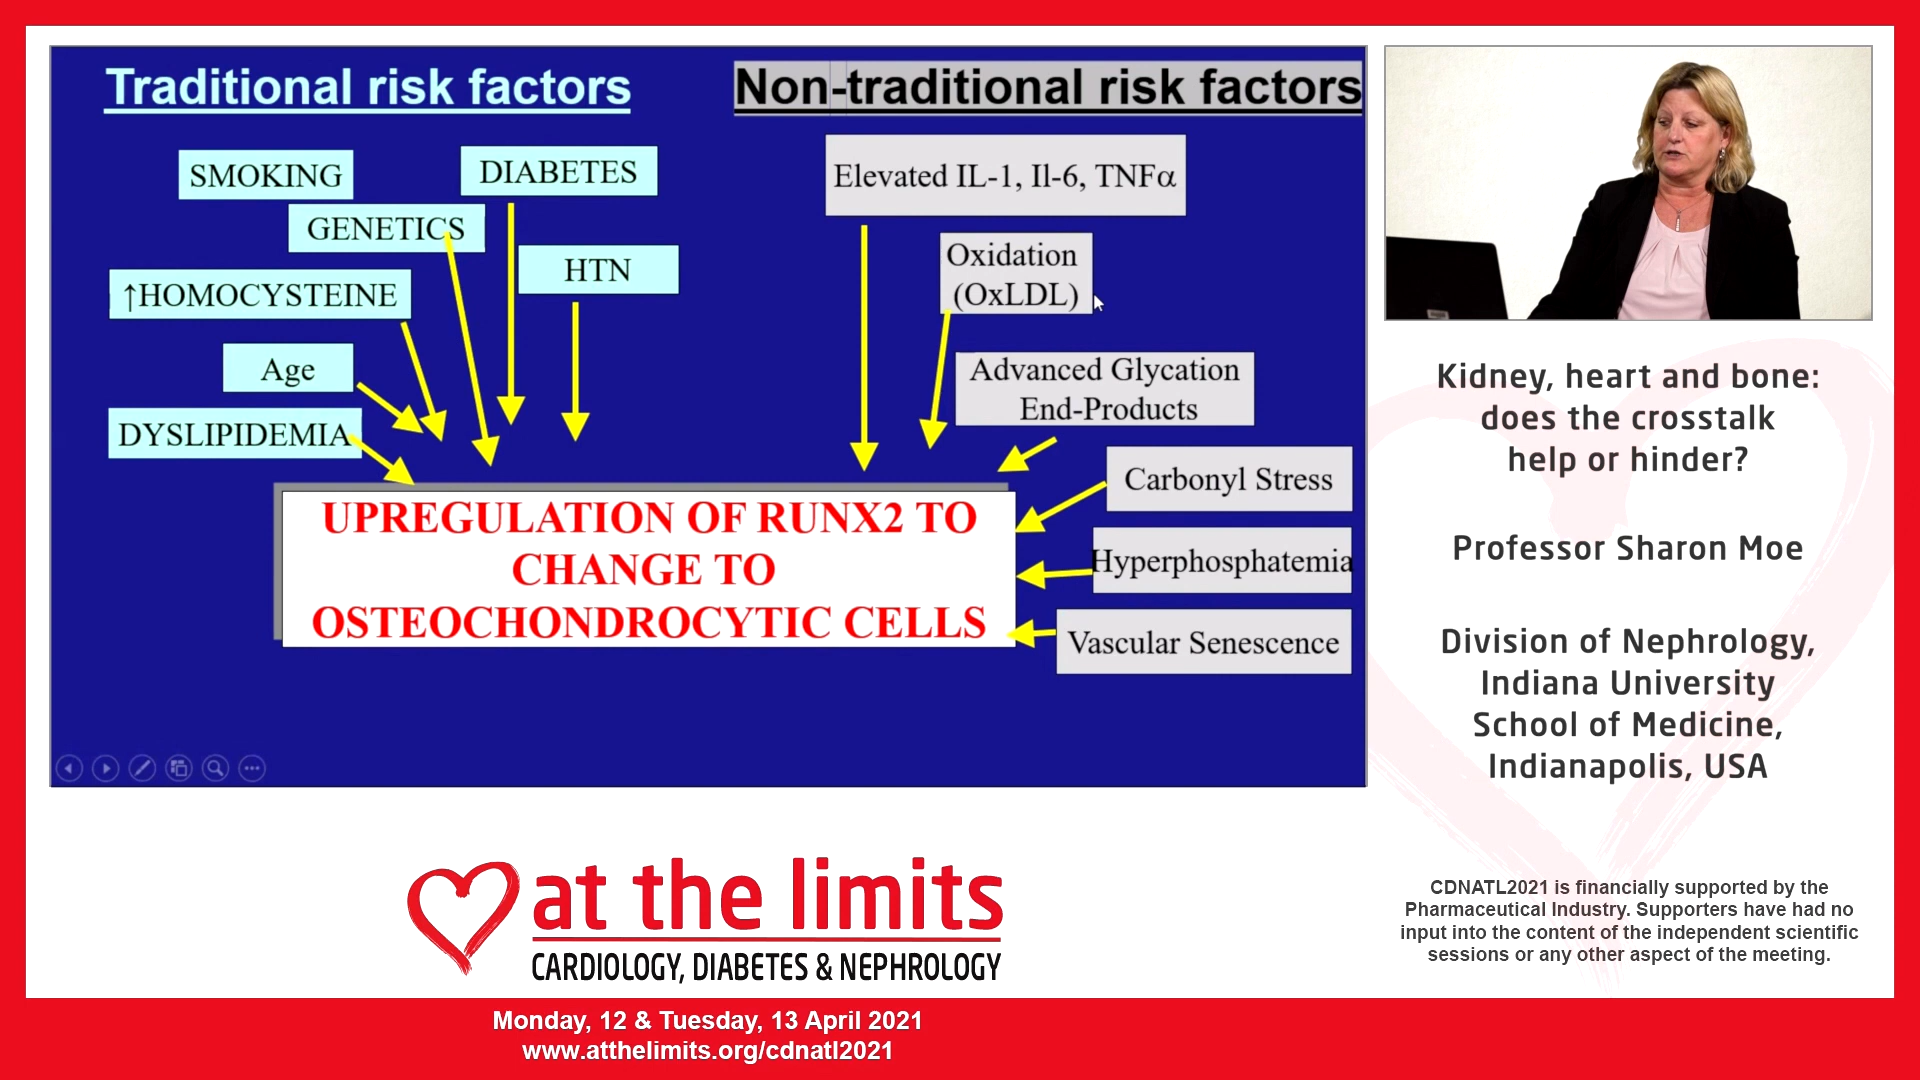 Traditional risk factors
Non-traditional risk factors
SMOKING
DIABETES
GENETICS
HTN
↑HOMOCYSTEINE
Age
DYSLIPIDEMIA
Elevated IL-1, Il-6, TNFα
Oxidation
(OxLDL)
Advanced Glycation
End-Products
Carbonyl Stress
Hyperphosphatemia
Vascular Senescence
UPREGULATION OF RUNX2 TO
CHANGE TO
OSTEOCHONDROCYTIC CELLS
Kidney, heart and bone:
does the crosstalk
help or hinder?
Professor Sharon Moe
Division of Nephrology,
Indiana University
School of Medicine,
Indianapolis, USA
at the limits
CARDIOLOGY, DIABETES & NEPHROLOGY
CDNATL2021 is financially supported by the
Pharmaceutical Industry. Supporters have had no
input into the content of the independent scientific
sessions or any other aspect of the meeting.
Monday, 12 & Tuesday, 13 April 2021
www.atthelimits.org/cdnatl2021